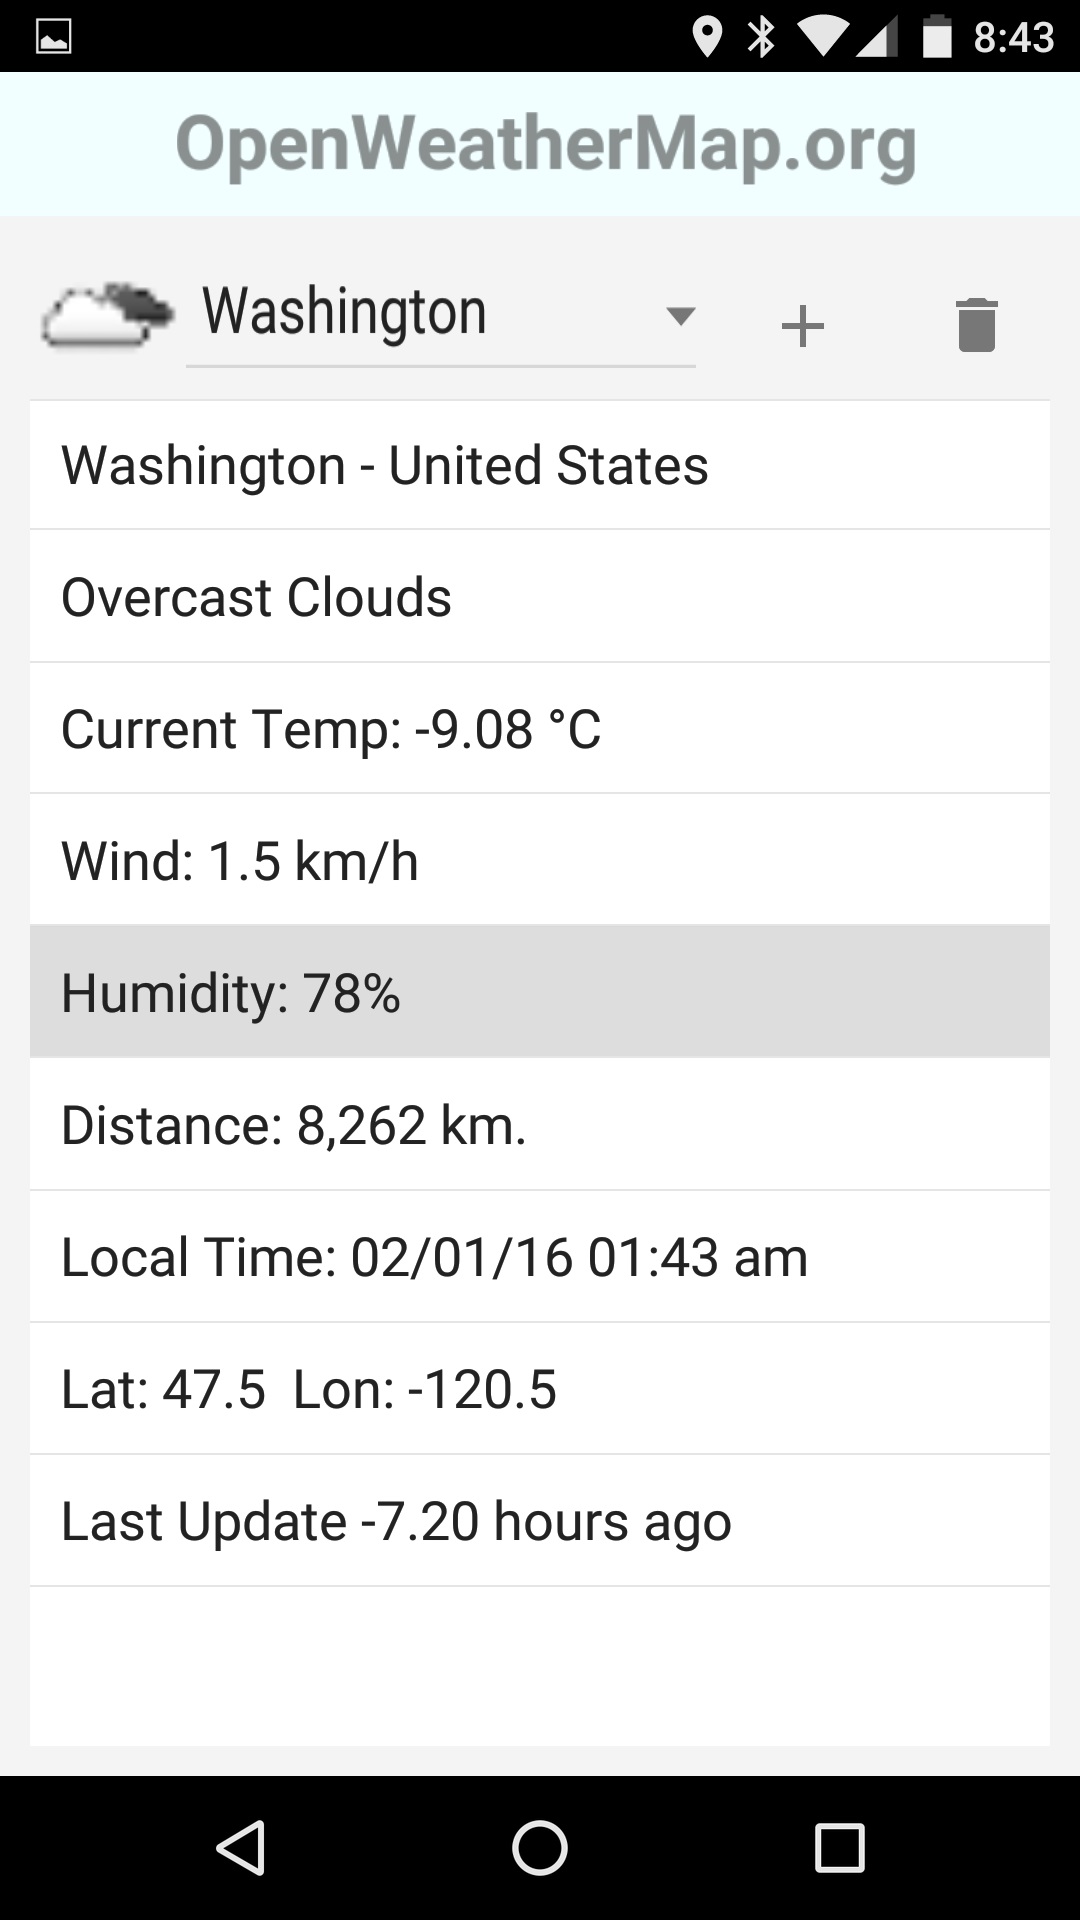 8:43
OpenWeatherMap.org
Washington
Washington - United States
Overcast Clouds
Current Temp: -9.08 °C
Wind: 1.5 km/h
Humidity: 78%
Distance: 8,262 km.
Local Time: 02/01/16 01:43 am
Lat: 47.5  Lon: -120.5
Last Update -7.20 hours ago